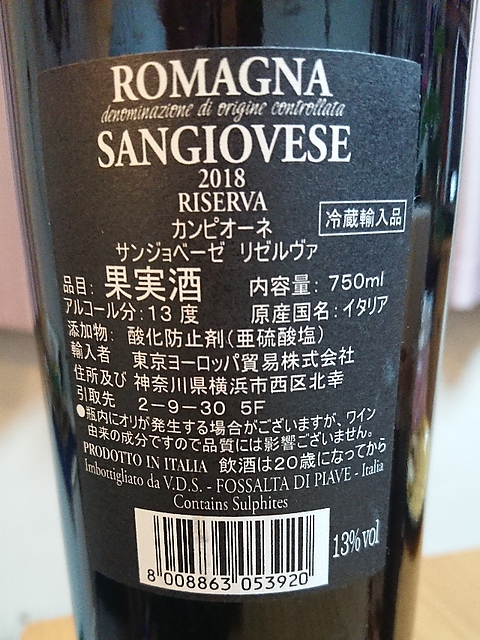 ROMAGNA
denominazione di origine controllata
SANGIOVESE
2018
RISERVA
冷蔵輸入品
カンピオーネ
サンジョベーゼ リゼルヴァ
品目: 果実酒 内容量: 750ml
アルコール分: 13度 原産国名: イタリア
添加物: 酸化防止剤(亜硫酸塩)
輸入者 東京ヨーロッパ貿易株式会社
住所及び 神奈川県横浜市西区北幸
引取先 2-9-30 5F
●瓶内にオリが発生する場合がございますが、ワイン
由来の成分ですので品質には影響ございません。
PRODOTTO IN ITALIA 飲酒は20歳になってから
Imbottigliato da V.D.S. - FOSSALTA DI PIAVE - Italia
Contains Sulphites
13% vol
8 008863 053920